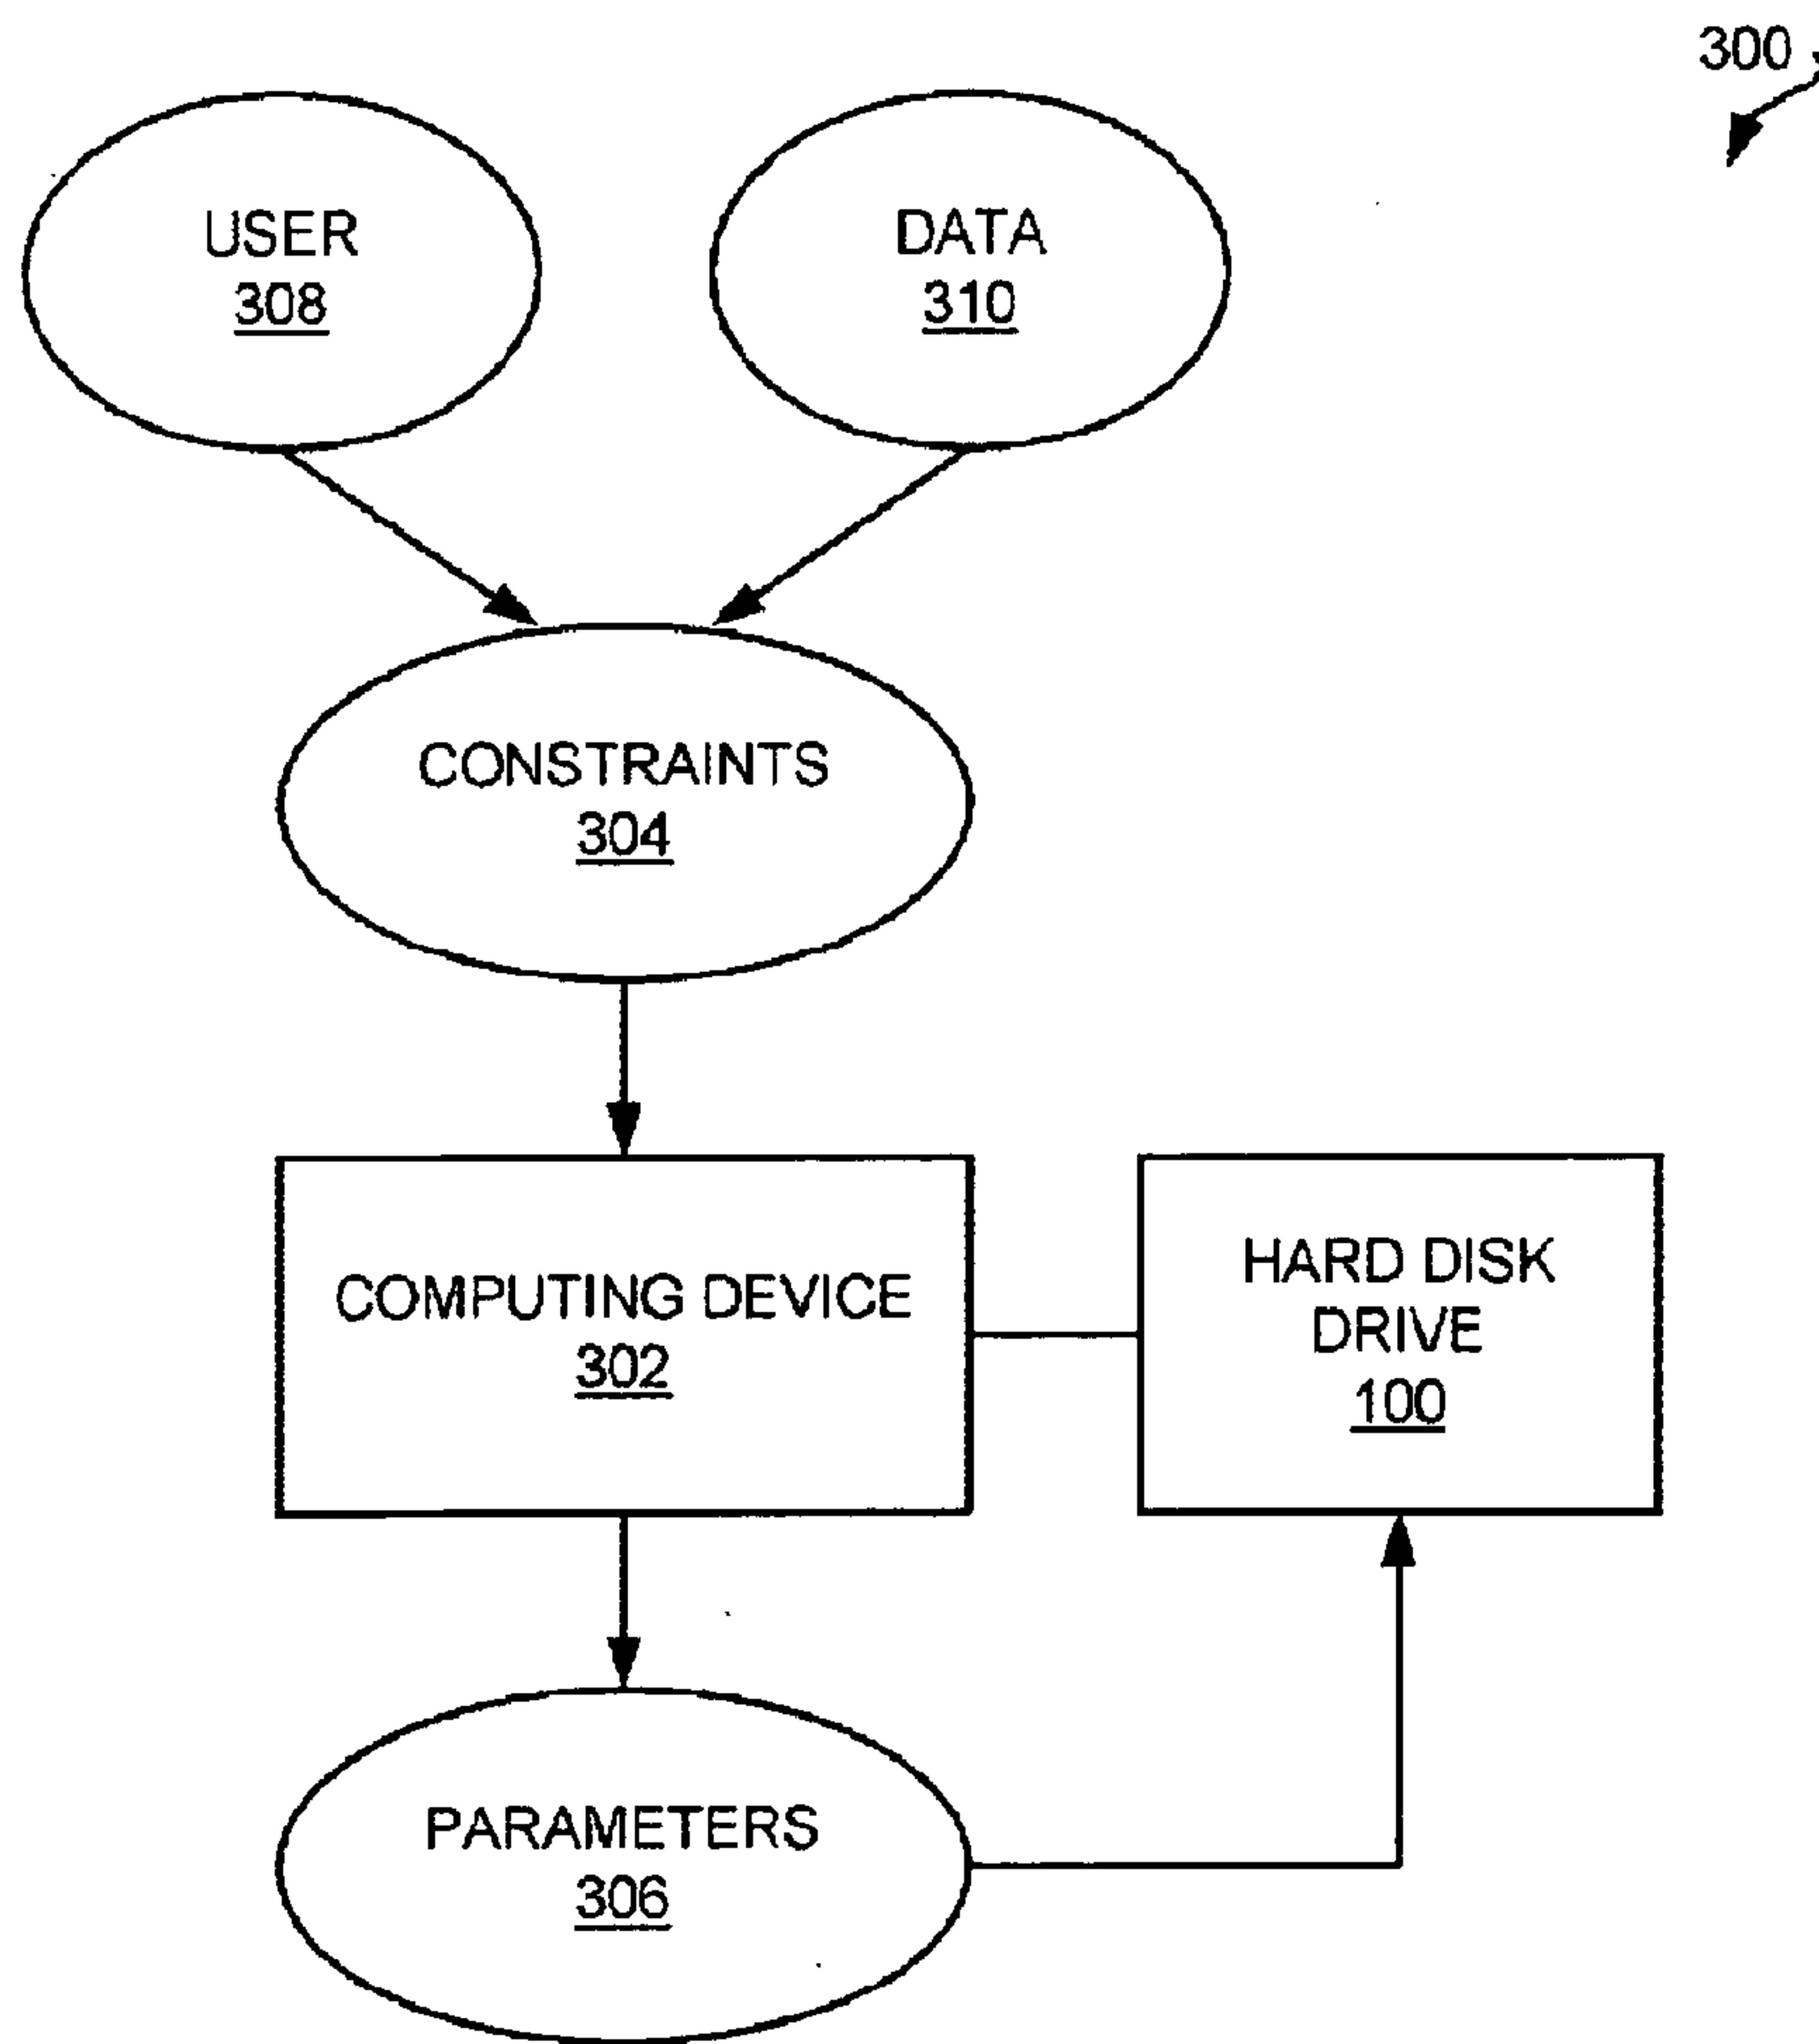 300
USER
308
DATA
310
CONSTRAINTS
304
COMPUTING DEVICE
302
HARD DISK
DRIVE
100
PARAMETERS
306